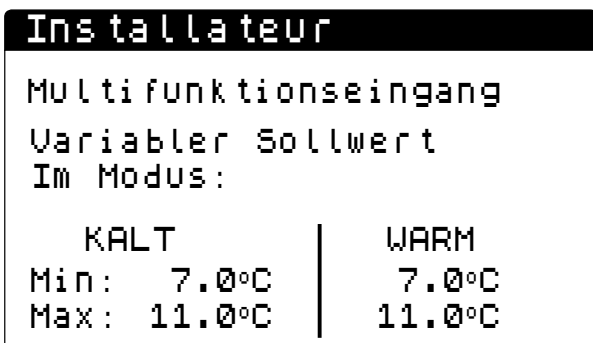 Installateur
Multifunktionseingang
Variabler Sollwert
Im Modus:
KALT WARM
Min: 7.0°C 7.0°C
Max: 11.0°C 11.0°C